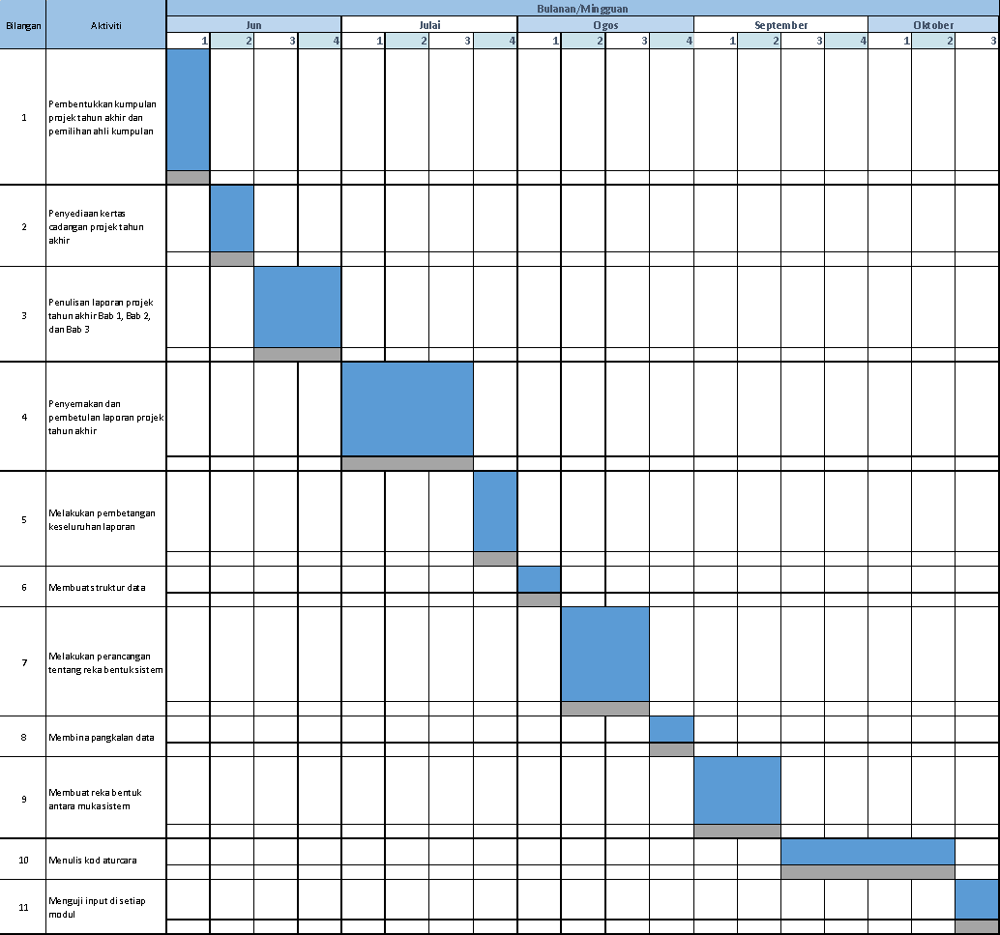 Bulanan/Mingguan
Bilangan Aktiviti Jun Julai Ogos September Oktober
1 2 3 4 1 2 3 4 1 2 3 4 1 2 3 4 1 2 3
1
Pembentukkan kumpulan
projek tahun akhir dan
pemilihan ahli kumpulan
2
Penyediaan kertas
cadangan projek tahun
akhir
3
Penulisan laporan projek
tahun akhir Bab 1, Bab 2,
dan Bab 3
4
Penyemakan dan
pembetulan laporan projek
tahun akhir
5
Melakukan pembetangan
keseluruhan laporan
6
Membuat struktur data
7
Melakukan perancangan
tentang reka bentuk sistem
8
Membina pangkalan data
9
Membuat reka bentuk
antara muka sistem
10
Menulis kod aturcara
11
Menguji input di setiap
modul